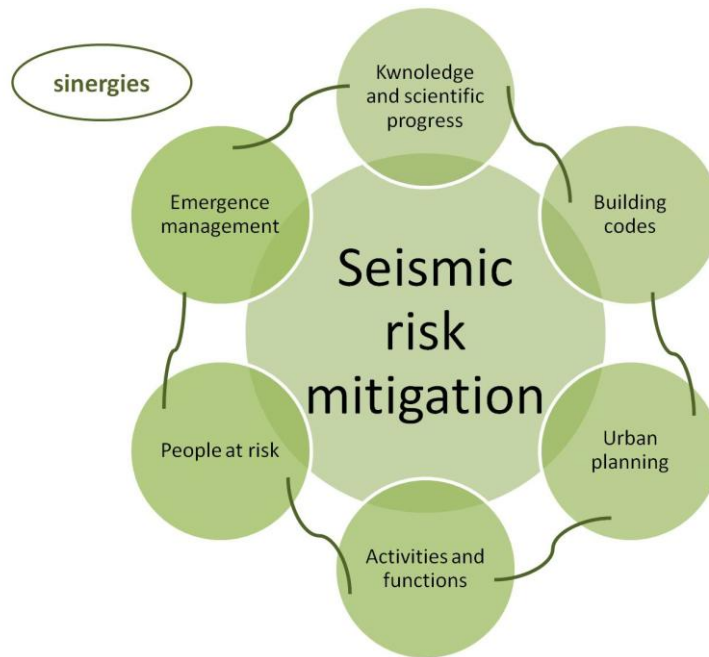 sinergies
Kwnoledge
and scientific
progress
Building
codes
Urban
planning
Activities and
functions
People at risk
Emergence
management
Seismic
risk
mitigation